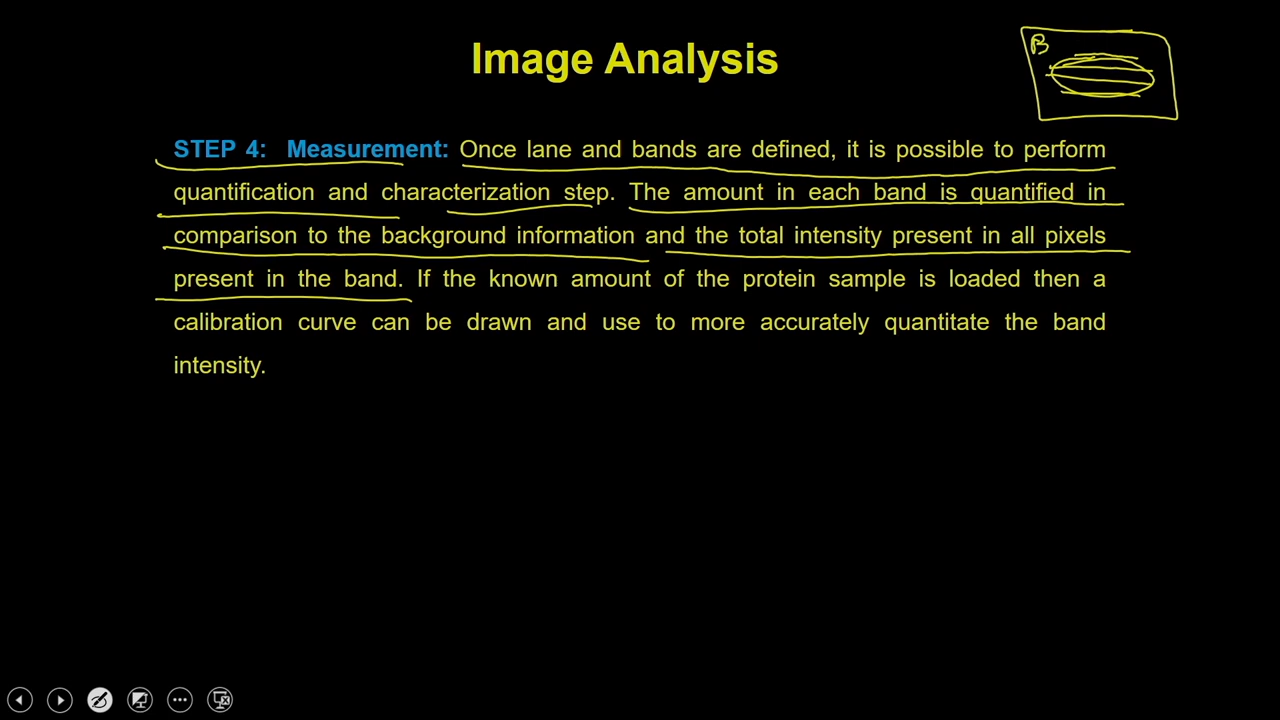 Image Analysis
B
STEP 4: Measurement: Once lane and bands are defined, it is possible to perform
quantification and characterization step. The amount in each band is quantified in
comparison to the background information and the total intensity present in all pixels
present in the band. If the known amount of the protein sample is loaded then a
calibration curve can be drawn and use to more accurately quantitate the band
intensity.